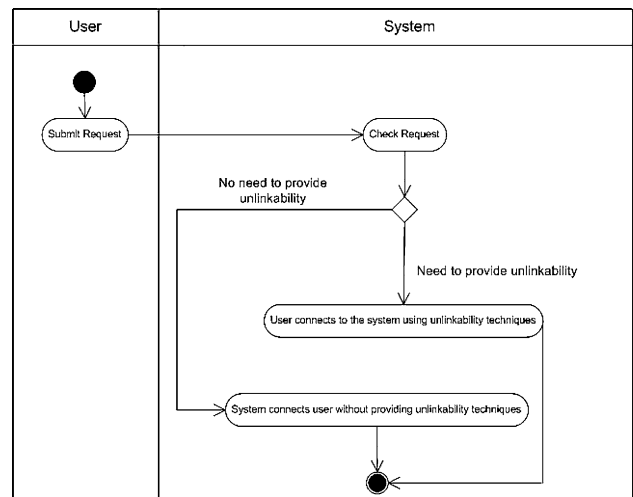 User
System
Submit Request
Check Request
No need to provide
unlinkability
Need to provide unlinkability
User connects to the system using unlinkability techniques
System connects user without providing unlinkability techniques